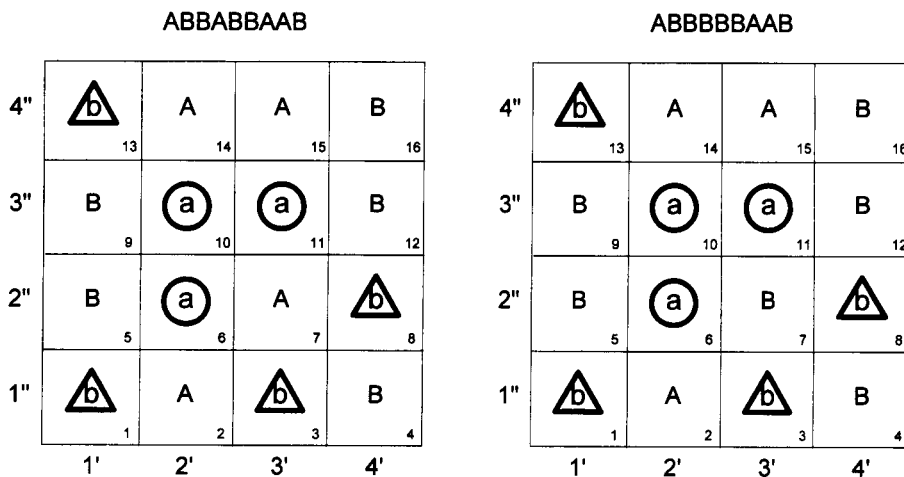 ABBABBAAB
4" b A A B
13 14 15 16
3" B a a B
9 10 11 12
2" B a A b
5 6 7 8
1" b A b B
1 2 3 4
1' 2' 3' 4'
ABBBBBAAB
4" b A A B
13 14 15 16
3" B a a B
9 10 11 12
2" B a B b
5 6 7 8
1" b A b B
1 2 3 4
1' 2' 3' 4'